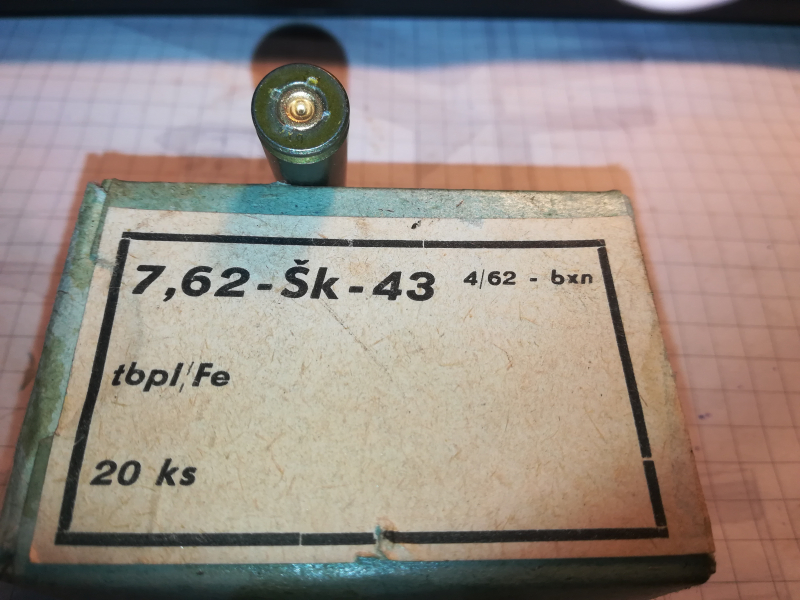 7,62-Šk-43 4/62 - bxn
tbpl/Fe
20 ks